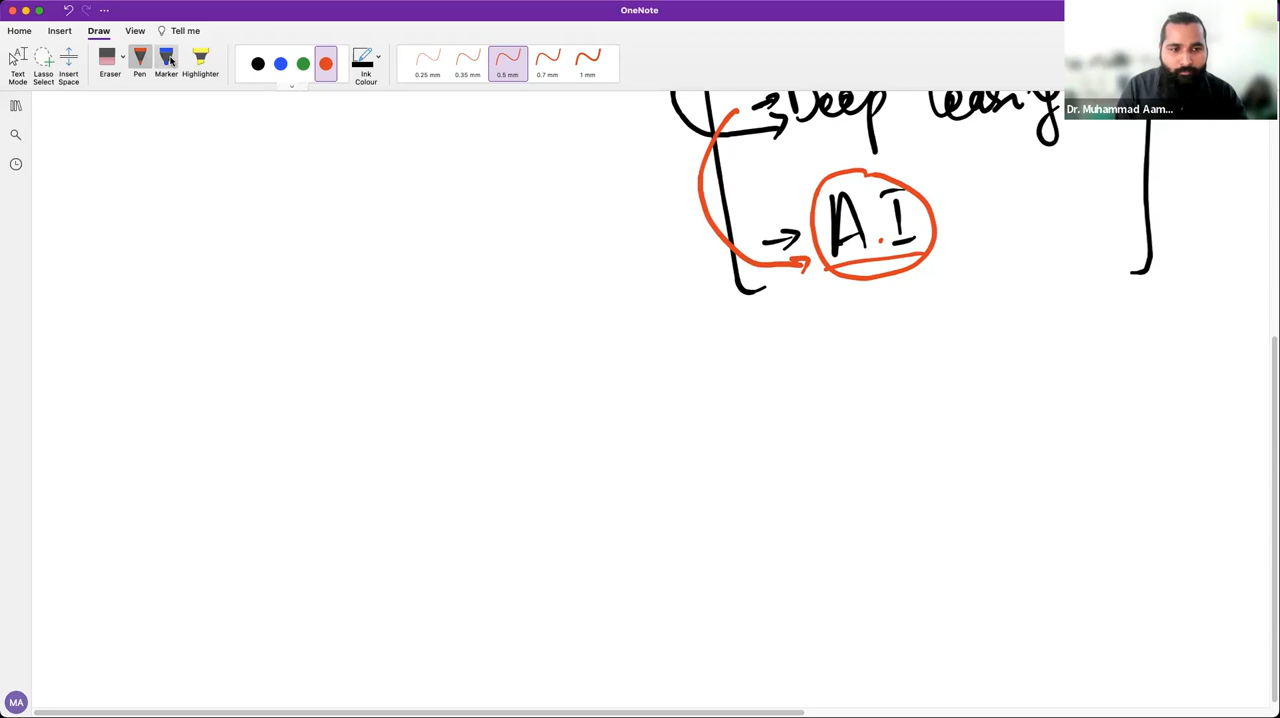 OneNote
Home Insert Draw View Tell me
Text Mode
Lasso Select
Insert Space
Eraser
Pen
Marker
Highlighter
Ink Colour
0.25 mm
0.35 mm
0.5 mm
0.7 mm
1 mm
Dr. Muhammad Aam...
Deep
A.I
MA